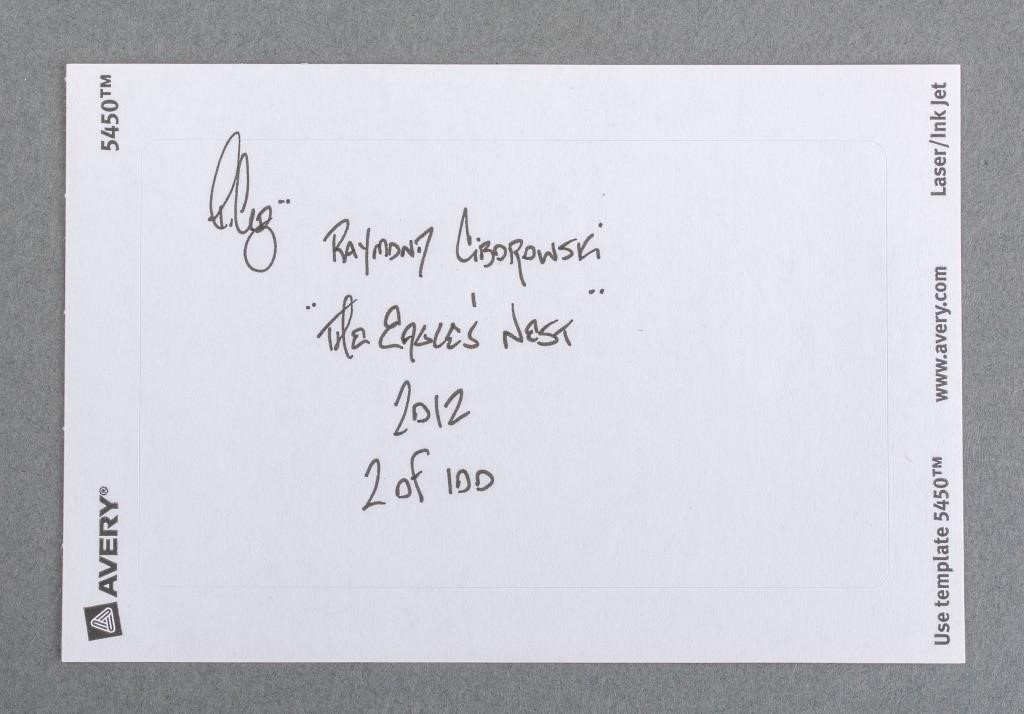 5450™
AVERY®
Raymond Ciborowski
"The Eagle's Nest"
2012
2 of 100
Laser/Ink Jet
www.avery.com
Use template 5450™